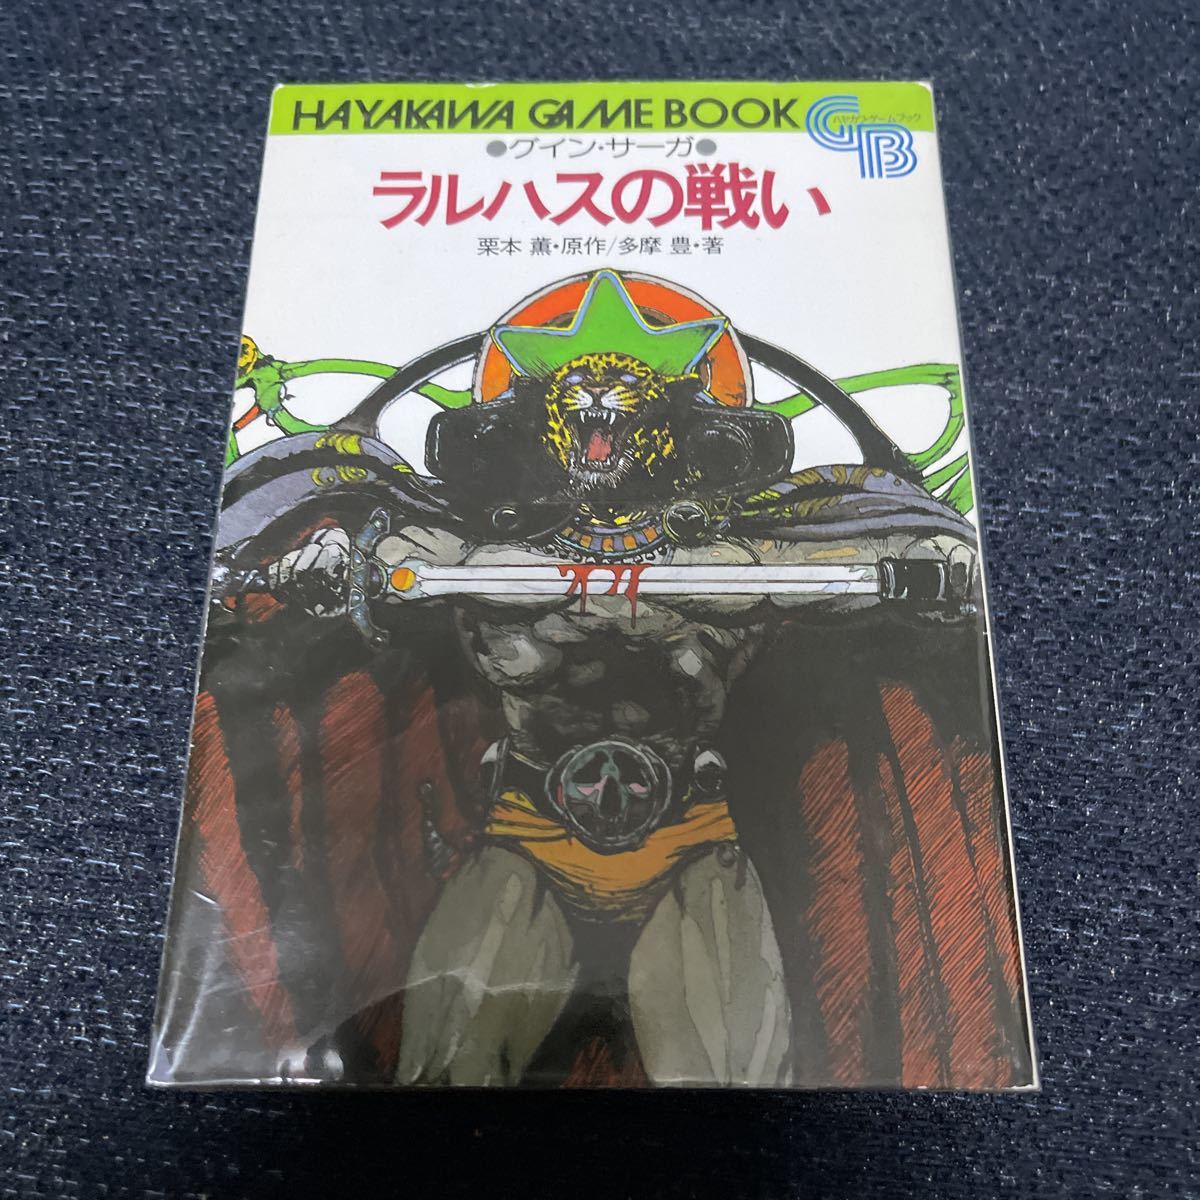 HAYAKAWA GAME BOOK
GB
ハヤカワ・ゲームブック
●グイン・サーガ●
ラルハスの戦い
栗本 薫・原作/多摩 豊・著